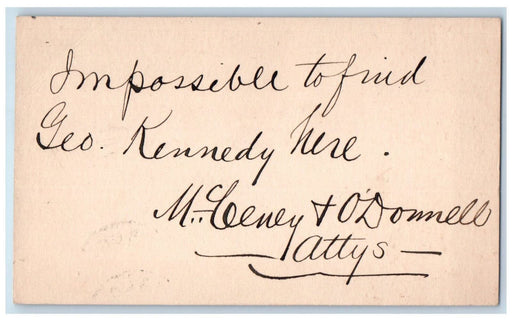 Impossible to find
Geo. Kennedy here.
McCeney & O'Donnell
Attys